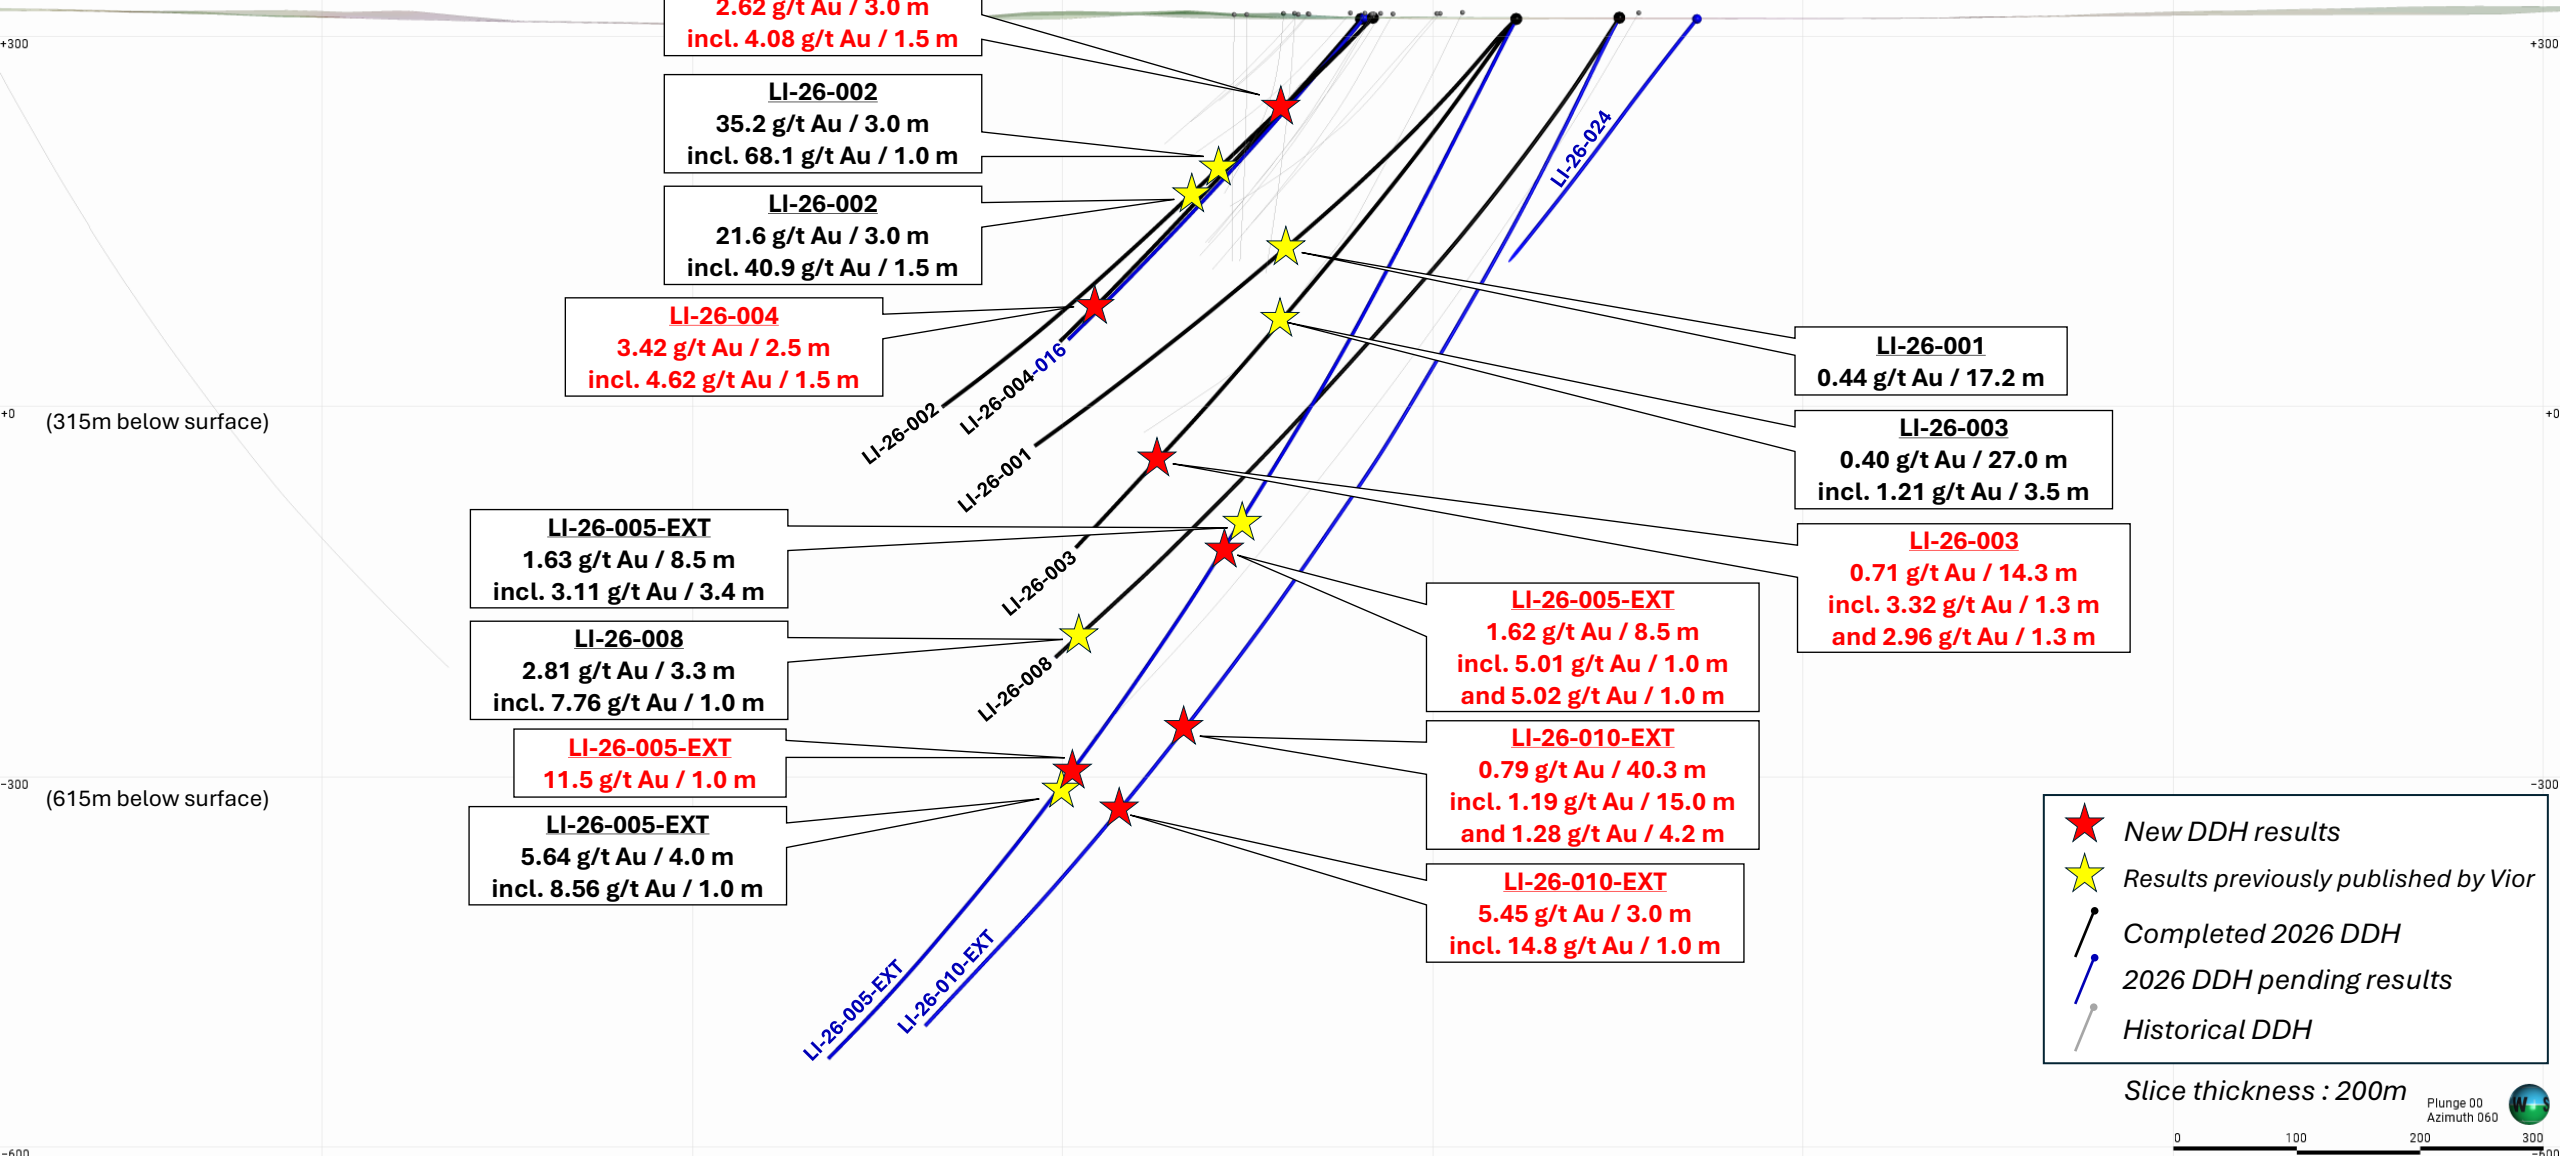 2.62 g/t Au / 3.0 m
incl. 4.08 g/t Au / 1.5 m
+300
+300
LI-26-002
35.2 g/t Au / 3.0 m
incl. 68.1 g/t Au / 1.0 m
LI-26-024
LI-26-002
21.6 g/t Au / 3.0 m
incl. 40.9 g/t Au / 1.5 m
LI-26-004
3.42 g/t Au / 2.5 m
incl. 4.62 g/t Au / 1.5 m
LI-26-001
0.44 g/t Au / 17.2 m
+0
(315m below surface)
+0
LI-26-002
LI-26-004-016
LI-26-001
LI-26-003
0.40 g/t Au / 27.0 m
incl. 1.21 g/t Au / 3.5 m
LI-26-005-EXT
1.63 g/t Au / 8.5 m
incl. 3.11 g/t Au / 3.4 m
LI-26-003
LI-26-003
0.71 g/t Au / 14.3 m
incl. 3.32 g/t Au / 1.3 m
and 2.96 g/t Au / 1.3 m
LI-26-005-EXT
1.62 g/t Au / 8.5 m
incl. 5.01 g/t Au / 1.0 m
and 5.02 g/t Au / 1.0 m
LI-26-008
2.81 g/t Au / 3.3 m
incl. 7.76 g/t Au / 1.0 m
LI-26-008
LI-26-005-EXT
11.5 g/t Au / 1.0 m
LI-26-010-EXT
0.79 g/t Au / 40.3 m
incl. 1.19 g/t Au / 15.0 m
and 1.28 g/t Au / 4.2 m
-300
(615m below surface)
-300
LI-26-005-EXT
5.64 g/t Au / 4.0 m
incl. 8.56 g/t Au / 1.0 m
LI-26-010-EXT
5.45 g/t Au / 3.0 m
incl. 14.8 g/t Au / 1.0 m
LI-26-005-EXT
LI-26-010-EXT
New DDH results
Results previously published by Vior
Completed 2026 DDH
2026 DDH pending results
Historical DDH
Slice thickness : 200m
Plunge 00
Azimuth 060
W S
0 100 200 300
-600
-600